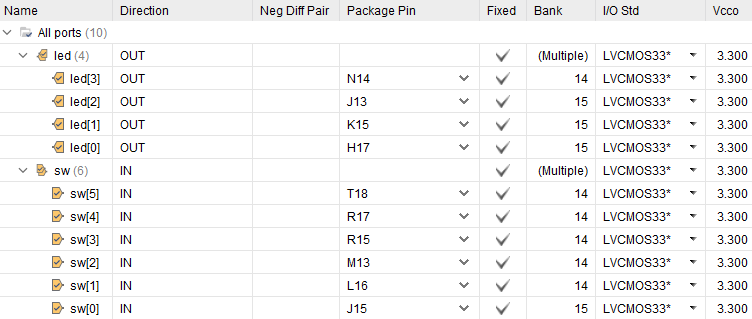 Name Direction Neg Diff Pair Package Pin Fixed Bank I/O Std Vcco
All ports (10)
led (4) OUT (Multiple) LVCMOS33* 3.300
led[3] OUT N14 14 LVCMOS33* 3.300
led[2] OUT J13 15 LVCMOS33* 3.300
led[1] OUT K15 15 LVCMOS33* 3.300
led[0] OUT H17 15 LVCMOS33* 3.300
sw (6) IN (Multiple) LVCMOS33* 3.300
sw[5] IN T18 14 LVCMOS33* 3.300
sw[4] IN R17 14 LVCMOS33* 3.300
sw[3] IN R15 14 LVCMOS33* 3.300
sw[2] IN M13 14 LVCMOS33* 3.300
sw[1] IN L16 14 LVCMOS33* 3.300
sw[0] IN J15 15 LVCMOS33* 3.300